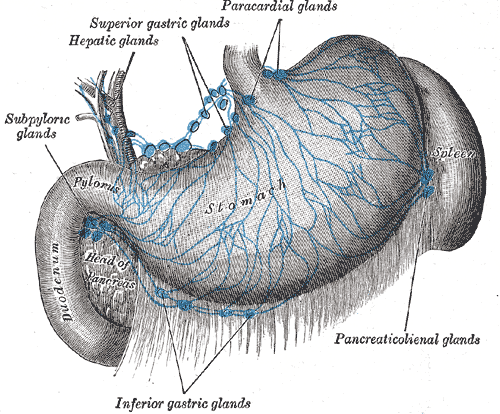 Paracardial glands
Superior gastric glands
Hepatic glands
Subpyloric
glands
Pylorus
Stomach
Spleen
Duodenum
Head of
Pancreas
Pancreaticolienal glands
Inferior gastric glands